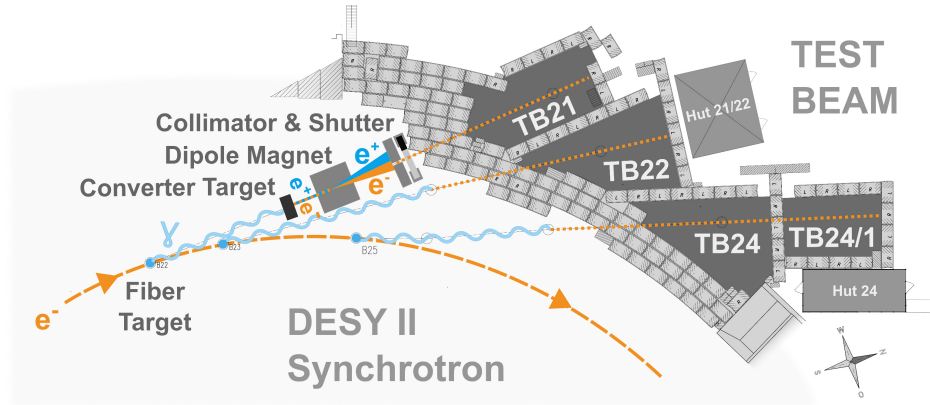 TEST
BEAM
TB21
Hut 21/22
Collimator & Shutter
Dipole Magnet
Converter Target
e+
e-
e+
e-
TB22
γ
B22
B23
B25
TB24
TB24/1
Fiber
Target
e-
Hut 24
DESY II
Synchrotron
W
N
S
O